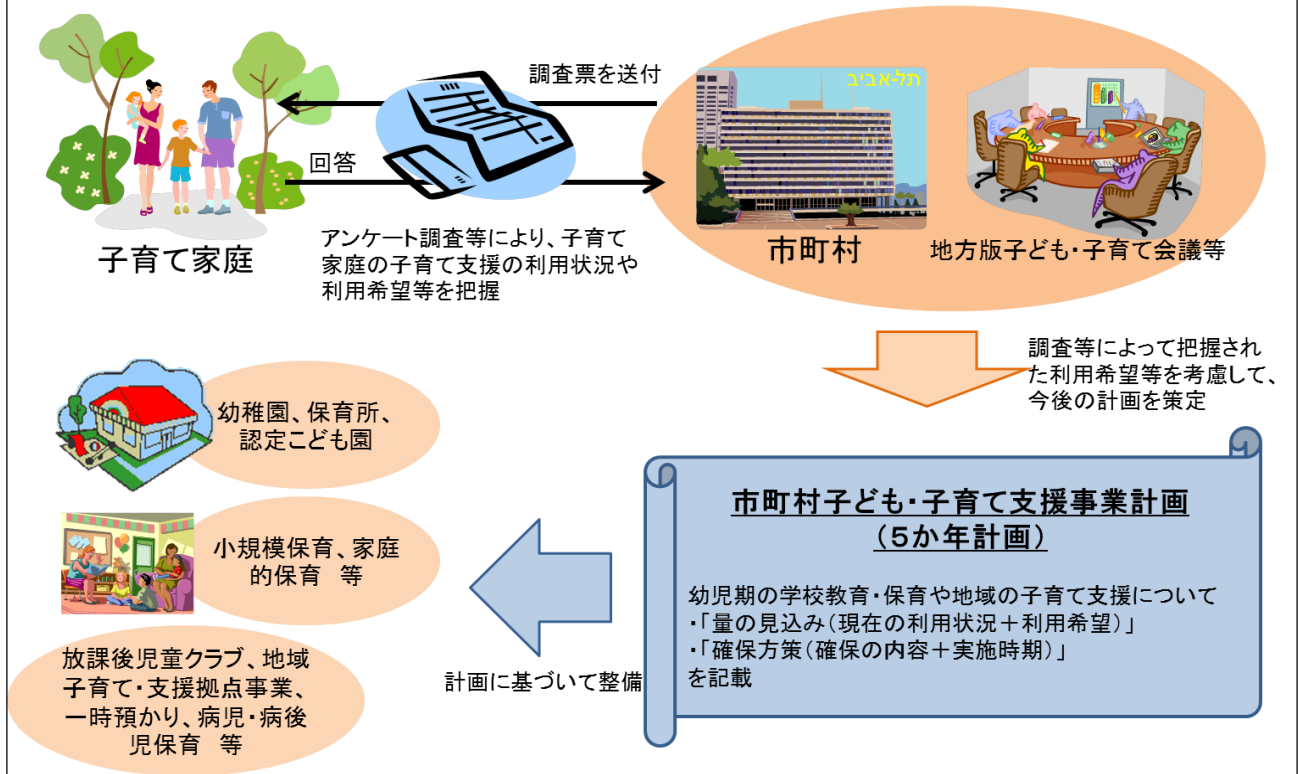 調査票を送付
תל-אביב
回答
子育て家庭
アンケート調査等により、子育て
家庭の子育て支援の利用状況や
利用希望等を把握
市町村
地方版子ども・子育て会議等
調査等によって把握され
た利用希望等を考慮して、
今後の計画を策定
幼稚園、保育所、
認定こども園
小規模保育、家庭
的保育　等
放課後児童クラブ、地域
子育て・支援拠点事業、
一時預かり、病児・病後
児保育　等
計画に基づいて整備
市町村子ども・子育て支援事業計画
（５か年計画）
幼児期の学校教育・保育や地域の子育て支援について
・「量の見込み（現在の利用状況＋利用希望）」
・「確保方策（確保の内容＋実施時期）」
を記載